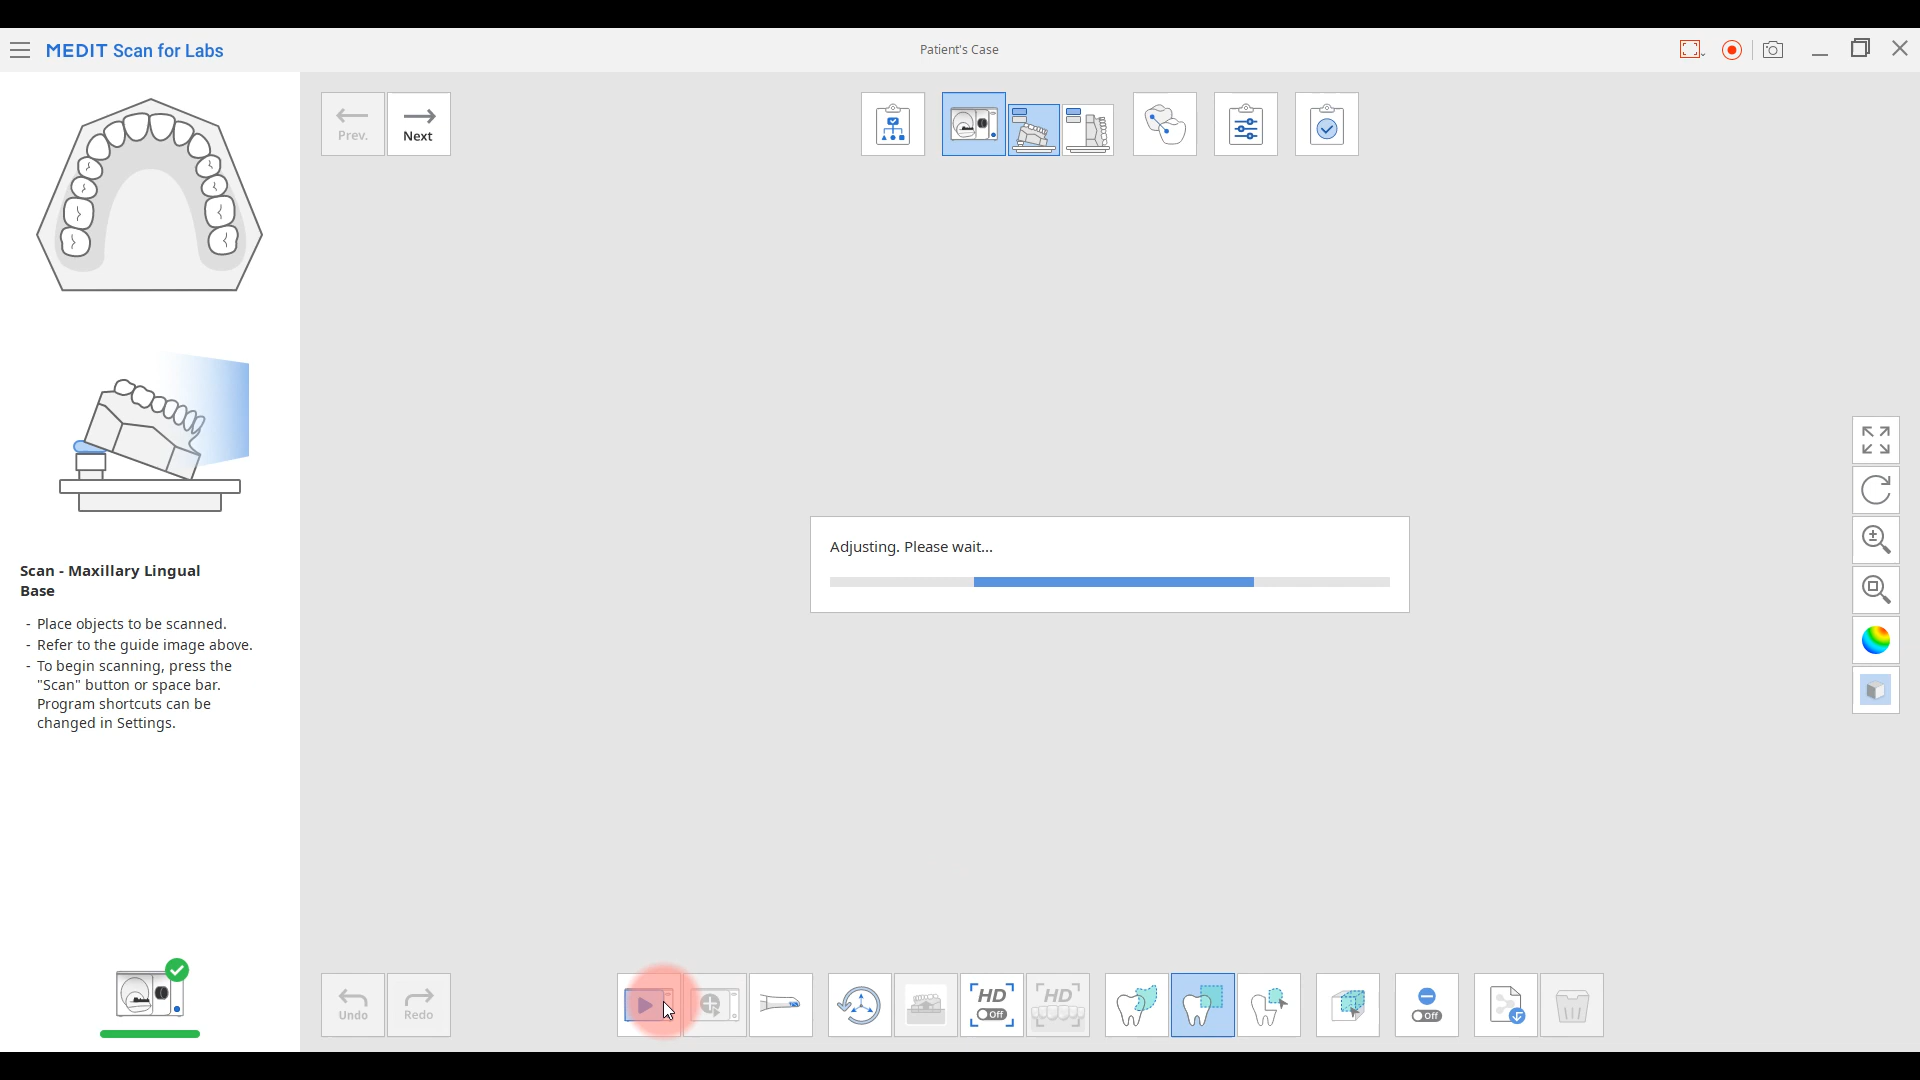 MEDIT Scan for Labs
Patient's Case
Prev.
Next
Adjusting. Please wait...
Scan - Maxillary Lingual
Base
- Place objects to be scanned.
- Refer to the guide image above.
- To begin scanning, press the
"Scan" button or space bar.
Program shortcuts can be
changed in Settings.
Undo
Redo
HD
Off
HD
Off